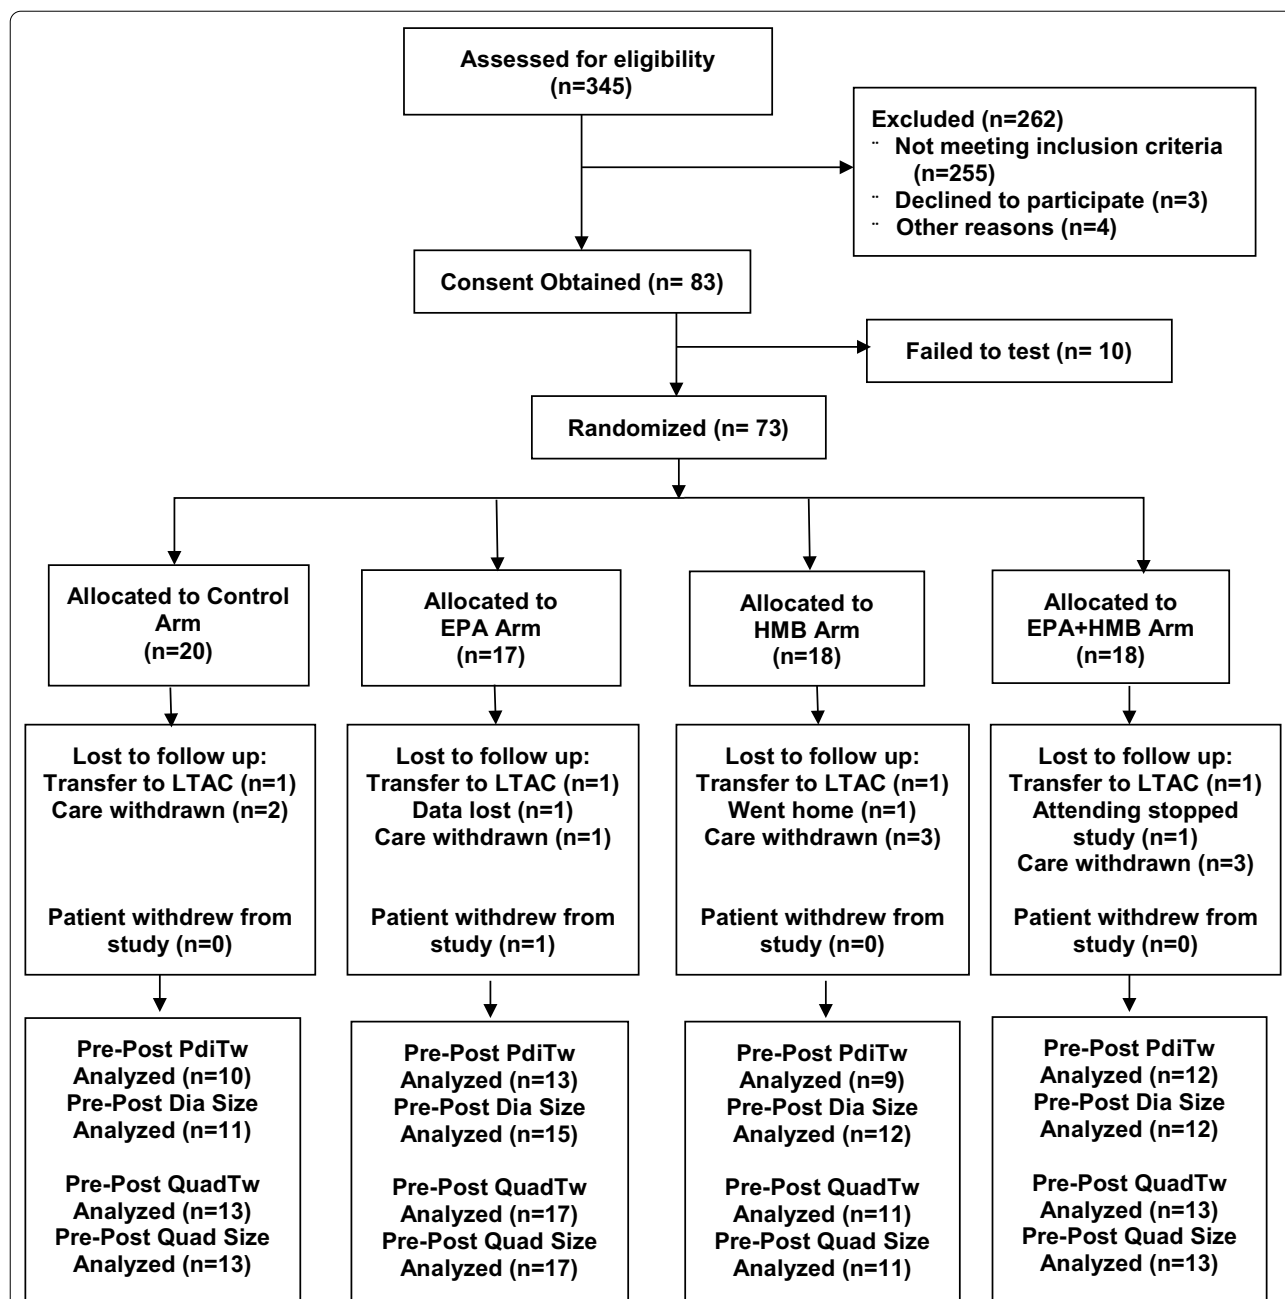 Assessed for eligibility
(n=345)
Excluded (n=262)
¨ Not meeting inclusion criteria
(n=255)
¨ Declined to participate (n=3)
¨ Other reasons (n=4)
Consent Obtained (n= 83)
Failed to test (n= 10)
Randomized (n= 73)
Allocated to Control
Arm
(n=20)
Allocated to
EPA Arm
(n=17)
Allocated to
HMB Arm
(n=18)
Allocated to
EPA+HMB Arm
(n=18)
Lost to follow up:
Transfer to LTAC (n=1)
Care withdrawn (n=2)
Patient withdrew from
study (n=0)
Lost to follow up:
Transfer to LTAC (n=1)
Data lost (n=1)
Care withdrawn (n=1)
Patient withdrew from
study (n=1)
Lost to follow up:
Transfer to LTAC (n=1)
Went home (n=1)
Care withdrawn (n=3)
Patient withdrew from
study (n=0)
Lost to follow up:
Transfer to LTAC (n=1)
Attending stopped
study (n=1)
Care withdrawn (n=3)
Patient withdrew from
study (n=0)
Pre-Post PdiTw
Analyzed (n=10)
Pre-Post Dia Size
Analyzed (n=11)
Pre-Post QuadTw
Analyzed (n=13)
Pre-Post Quad Size
Analyzed (n=13)
Pre-Post PdiTw
Analyzed (n=13)
Pre-Post Dia Size
Analyzed (n=15)
Pre-Post QuadTw
Analyzed (n=17)
Pre-Post Quad Size
Analyzed (n=17)
Pre-Post PdiTw
Analyzed (n=9)
Pre-Post Dia Size
Analyzed (n=12)
Pre-Post QuadTw
Analyzed (n=11)
Pre-Post Quad Size
Analyzed (n=11)
Pre-Post PdiTw
Analyzed (n=12)
Pre-Post Dia Size
Analyzed (n=12)
Pre-Post QuadTw
Analyzed (n=13)
Pre-Post Quad Size
Analyzed (n=13)